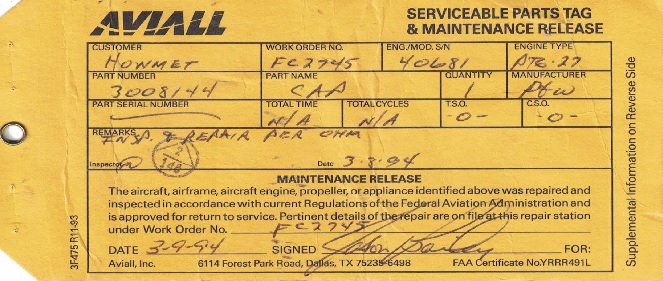 AVIALL
SERVICEABLE PARTS TAG
& MAINTENANCE RELEASE
CUSTOMER WORK ORDER NO. ENG/MOD. S/N ENGINE TYPE
HOWMET FC2745 40681 PT6-27
PART NUMBER PART NAME QUANTITY MANUFACTURER
3008144 CAP 1 P&W
PART SERIAL NUMBER TOTAL TIME TOTAL CYCLES T.S.O. C.S.O.
N/A N/A -0- -0-
REMARKS
INSP. & REPAIR PER OHM
Inspector 148 Date 3-8-94
MAINTENANCE RELEASE
The aircraft, airframe, aircraft engine, propeller, or appliance identified above was repaired and
inspected in accordance with current Regulations of the Federal Aviation Administration and
is approved for return to service. Pertinent details of the repair are on file at this repair station
under Work Order No. FC2745
DATE 3-9-94 SIGNED FOR:
Aviall, Inc. 6114 Forest Park Road, Dallas, TX 75235-6498 FAA Certificate No.YRRR491L
3F475 R11-93
Supplemental Information on Reverse Side